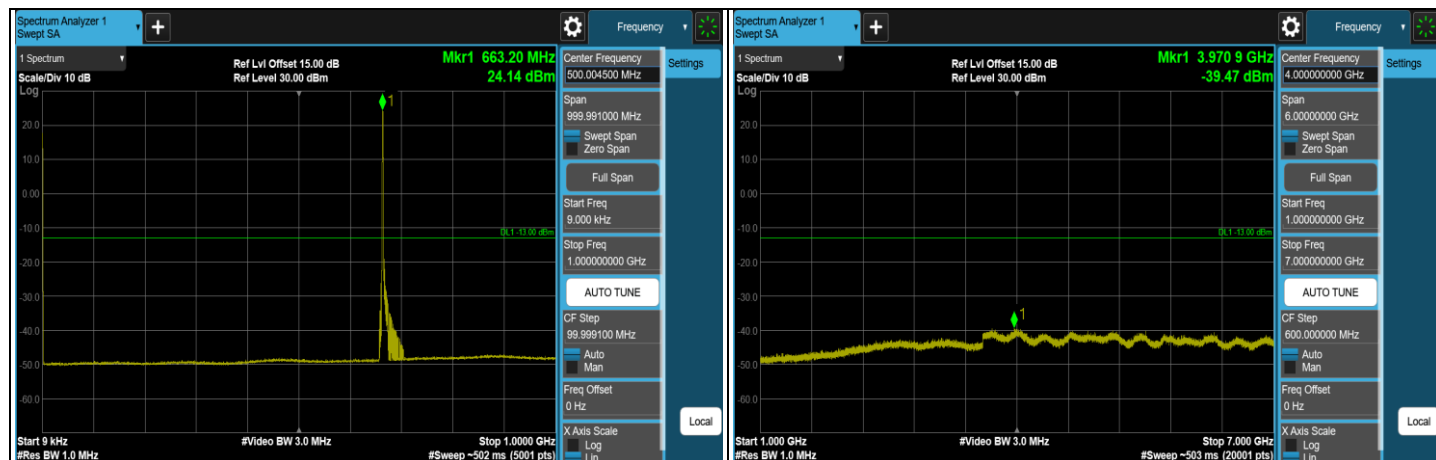 Spectrum Analyzer 1
Swept SA
+
Frequency
1 Spectrum
Scale/Div 10 dB
Log
Ref Lvl Offset 15.00 dB
Ref Level 30.00 dBm
Mkr1 663.20 MHz
24.14 dBm
1
20.0
10.0
0.00
-10.0
-20.0
-30.0
-40.0
-50.0
-60.0
DL1 -13.00 dBm
Start 9 kHz
#Res BW 1.0 MHz
#Video BW 3.0 MHz
Stop 1.0000 GHz
#Sweep ~502 ms (5001 pts)
Center Frequency
500.004500 MHz
Span
999.991000 MHz
Swept Span
Zero Span
Full Span
Start Freq
9.000 kHz
Stop Freq
1.000000000 GHz
AUTO TUNE
CF Step
99.999100 MHz
Auto
Man
Freq Offset
0 Hz
X Axis Scale
Log
Lin
Settings
Local
Spectrum Analyzer 1
Swept SA
+
Frequency
1 Spectrum
Scale/Div 10 dB
Log
Ref Lvl Offset 15.00 dB
Ref Level 30.00 dBm
Mkr1 3.970 9 GHz
-39.47 dBm
1
20.0
10.0
0.00
-10.0
-20.0
-30.0
-40.0
-50.0
-60.0
DL1 -13.00 dBm
Start 1.000 GHz
#Res BW 1.0 MHz
#Video BW 3.0 MHz
Stop 7.000 GHz
#Sweep ~503 ms (20001 pts)
Center Frequency
4.000000000 GHz
Span
6.00000000 GHz
Swept Span
Zero Span
Full Span
Start Freq
1.000000000 GHz
Stop Freq
7.000000000 GHz
AUTO TUNE
CF Step
600.000000 MHz
Auto
Man
Freq Offset
0 Hz
X Axis Scale
Log
Lin
Settings
Local